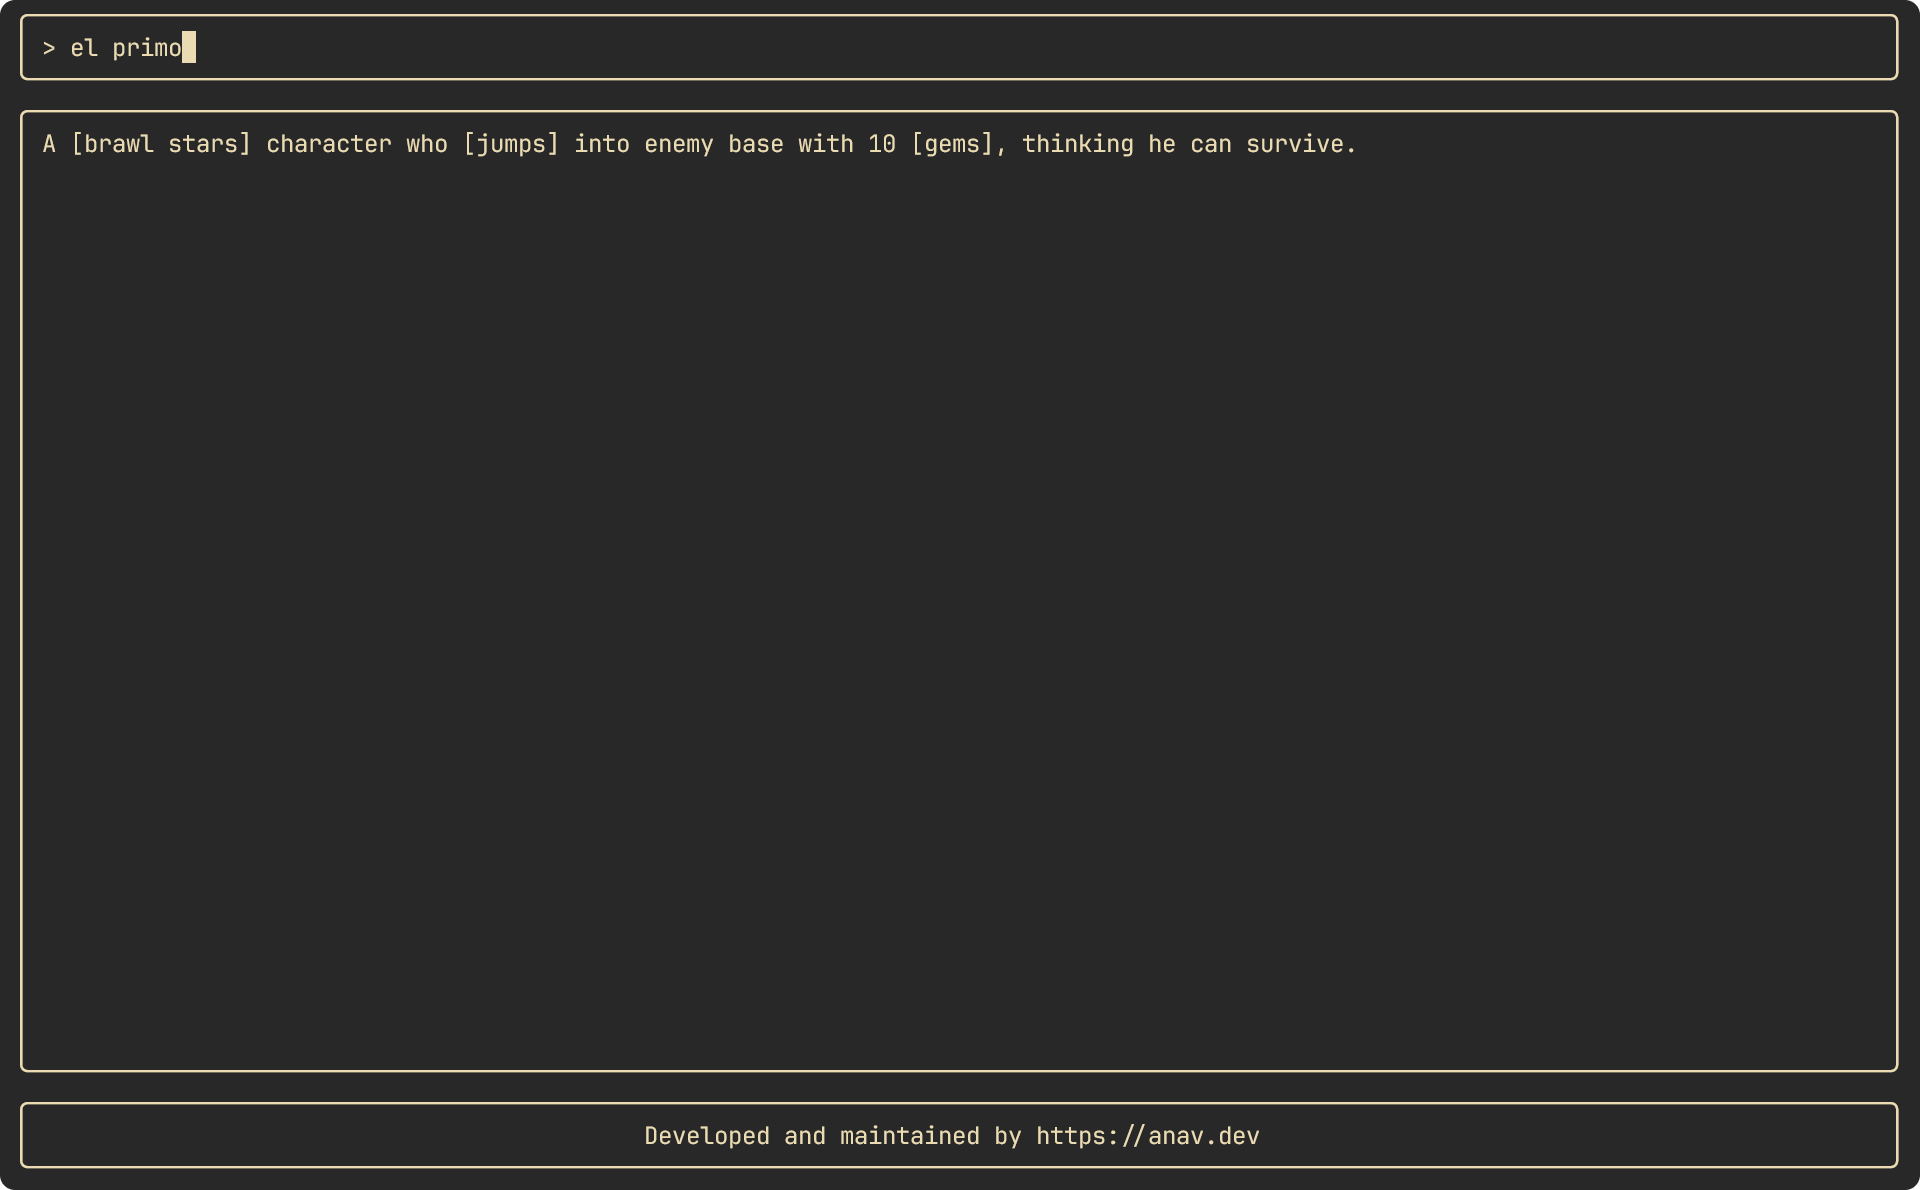 > el primo
A [brawl stars] character who [jumps] into enemy base with 10 [gems], thinking he can survive.
Developed and maintained by https://anav.dev